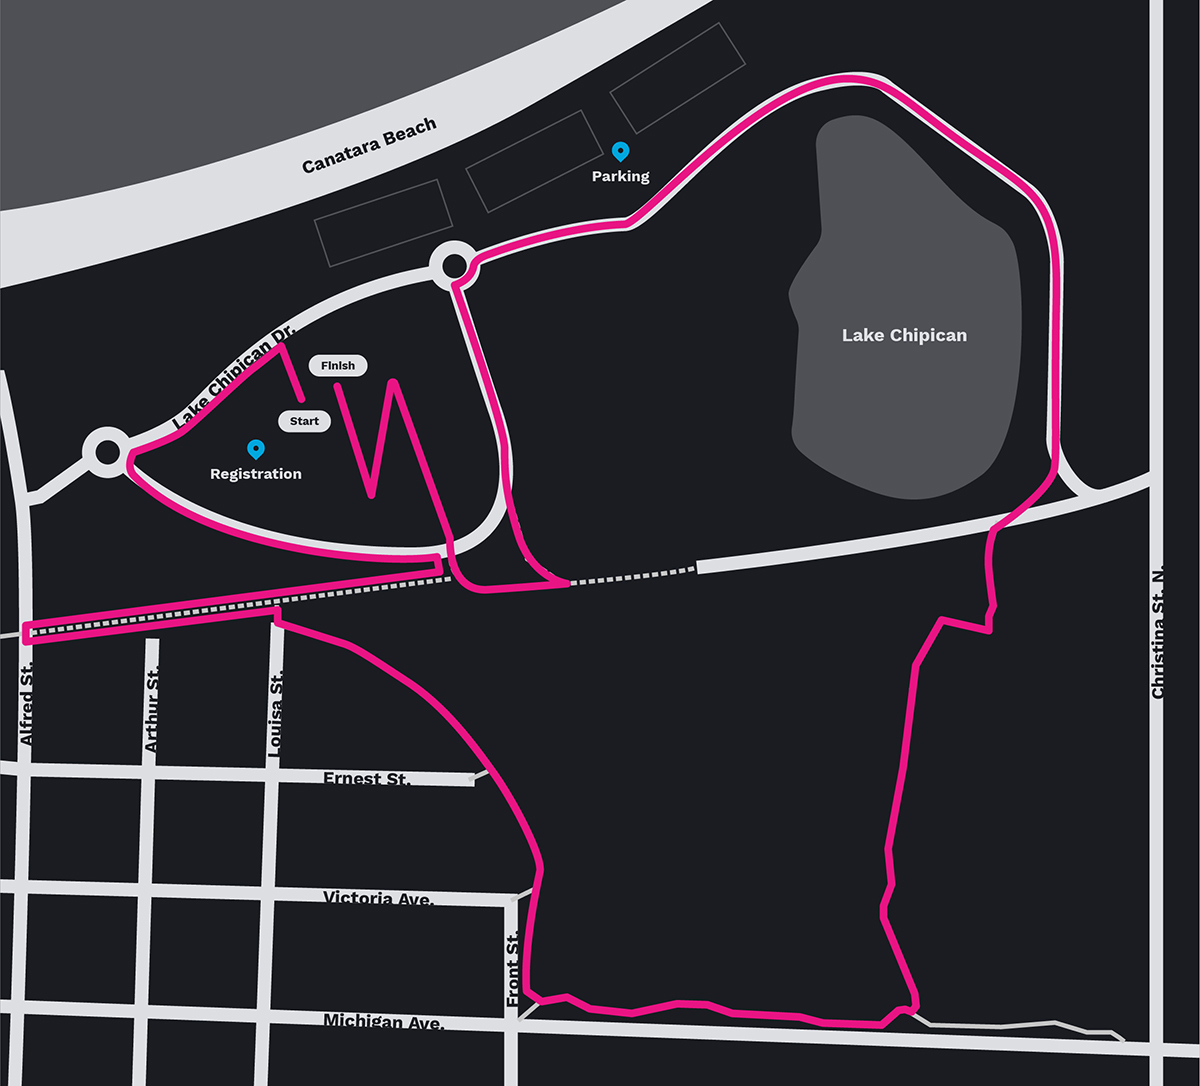 Canatara Beach
Parking
Lake Chipican Dr.
Finish
Lake Chipican
Start
Registration
Christina St. N.
Alfred St.
Arthur St.
Louisa St.
Ernest St.
Victoria Ave.
Front St.
Michigan Ave.